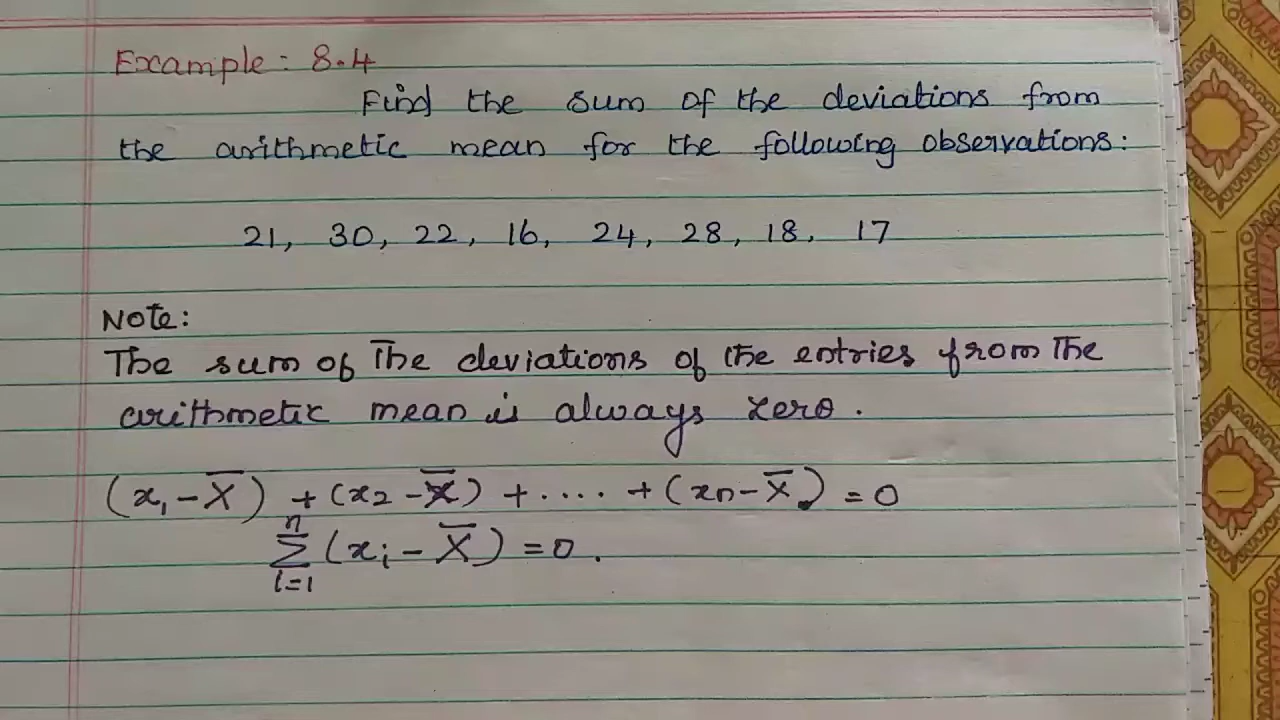 Example: 8.4
Find the sum of the deviations from
the arithmetic mean for the following observations:
21, 30, 22, 16, 24, 28, 18, 17
Note:
The sum of The deviations of the entries from The
arithmetic mean is always zero.
(x₁ - X̄) + (x₂ - x̄) + .... + (xₙ - X̄) = 0
n
Σ (xᵢ - X̄) = 0.
i=1